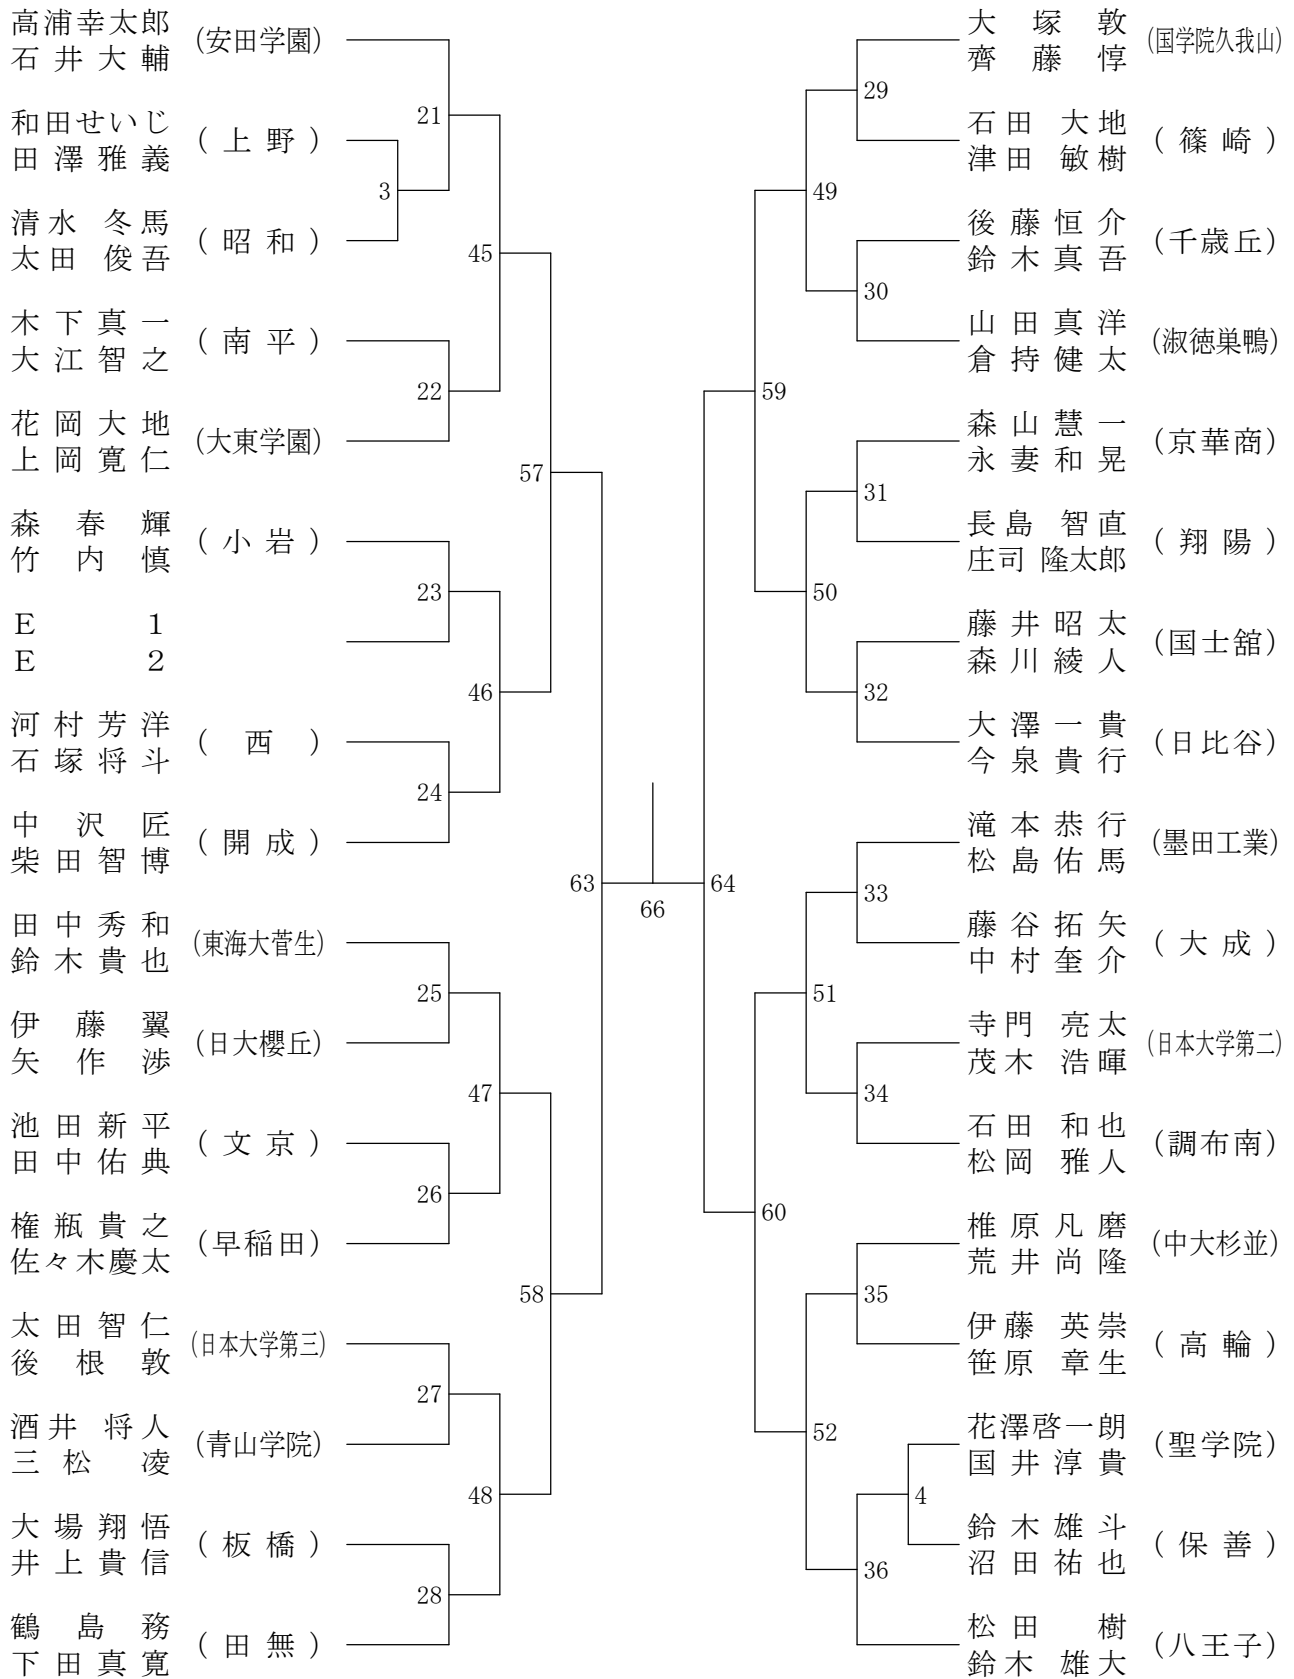 高浦幸太郎
石井大輔
(安田学園)
和田せいじ
田澤雅義
(上野)
清水 冬馬
太田 俊吾
(昭和)
木下真一
大江智之
(南平)
花岡大地
上岡寛仁
(大東学園)
森春輝
竹内慎
(小岩)
E 1
E 2
河村芳洋
石塚将斗
(西)
中沢匠
柴田智博
(開成)
田中秀和
鈴木貴也
(東海大菅生)
伊藤翼
矢作渉
(日大櫻丘)
池田新平
田中佑典
(文京)
権瓶貴之
佐々木慶太
(早稲田)
太田智仁
後根敦
(日本大学第三)
酒井 将人
三松 凌
(青山学院)
大場翔悟
井上貴信
(板橋)
鶴島務
下田真寛
(田無)
21
3
45
22
57
23
46
24
63
25
47
26
58
27
48
28
66
64
29
49
30
59
31
50
32
33
51
34
60
35
52
4
36
大塚敦
齊藤惇
(国学院久我山)
石田 大地
津田 敏樹
(篠崎)
後藤恒介
鈴木真吾
(千歳丘)
山田真洋
倉持健太
(淑徳巣鴨)
森山慧一
永妻和晃
(京華商)
長島 智直
庄司 隆太郎
(翔陽)
藤井昭太
森川綾人
(国士舘)
大澤一貴
今泉貴行
(日比谷)
滝本恭行
松島佑馬
(墨田工業)
藤谷拓矢
中村奎介
(大成)
寺門 亮太
茂木 浩暉
(日本大学第二)
石田 和也
松岡 雅人
(調布南)
椎原凡磨
荒井尚隆
(中大杉並)
伊藤 英崇
笹原 章生
(高輪)
花澤啓一朗
国井淳貴
(聖学院)
鈴木雄斗
沼田祐也
(保善)
松田 樹
鈴木 雄大
(八王子)